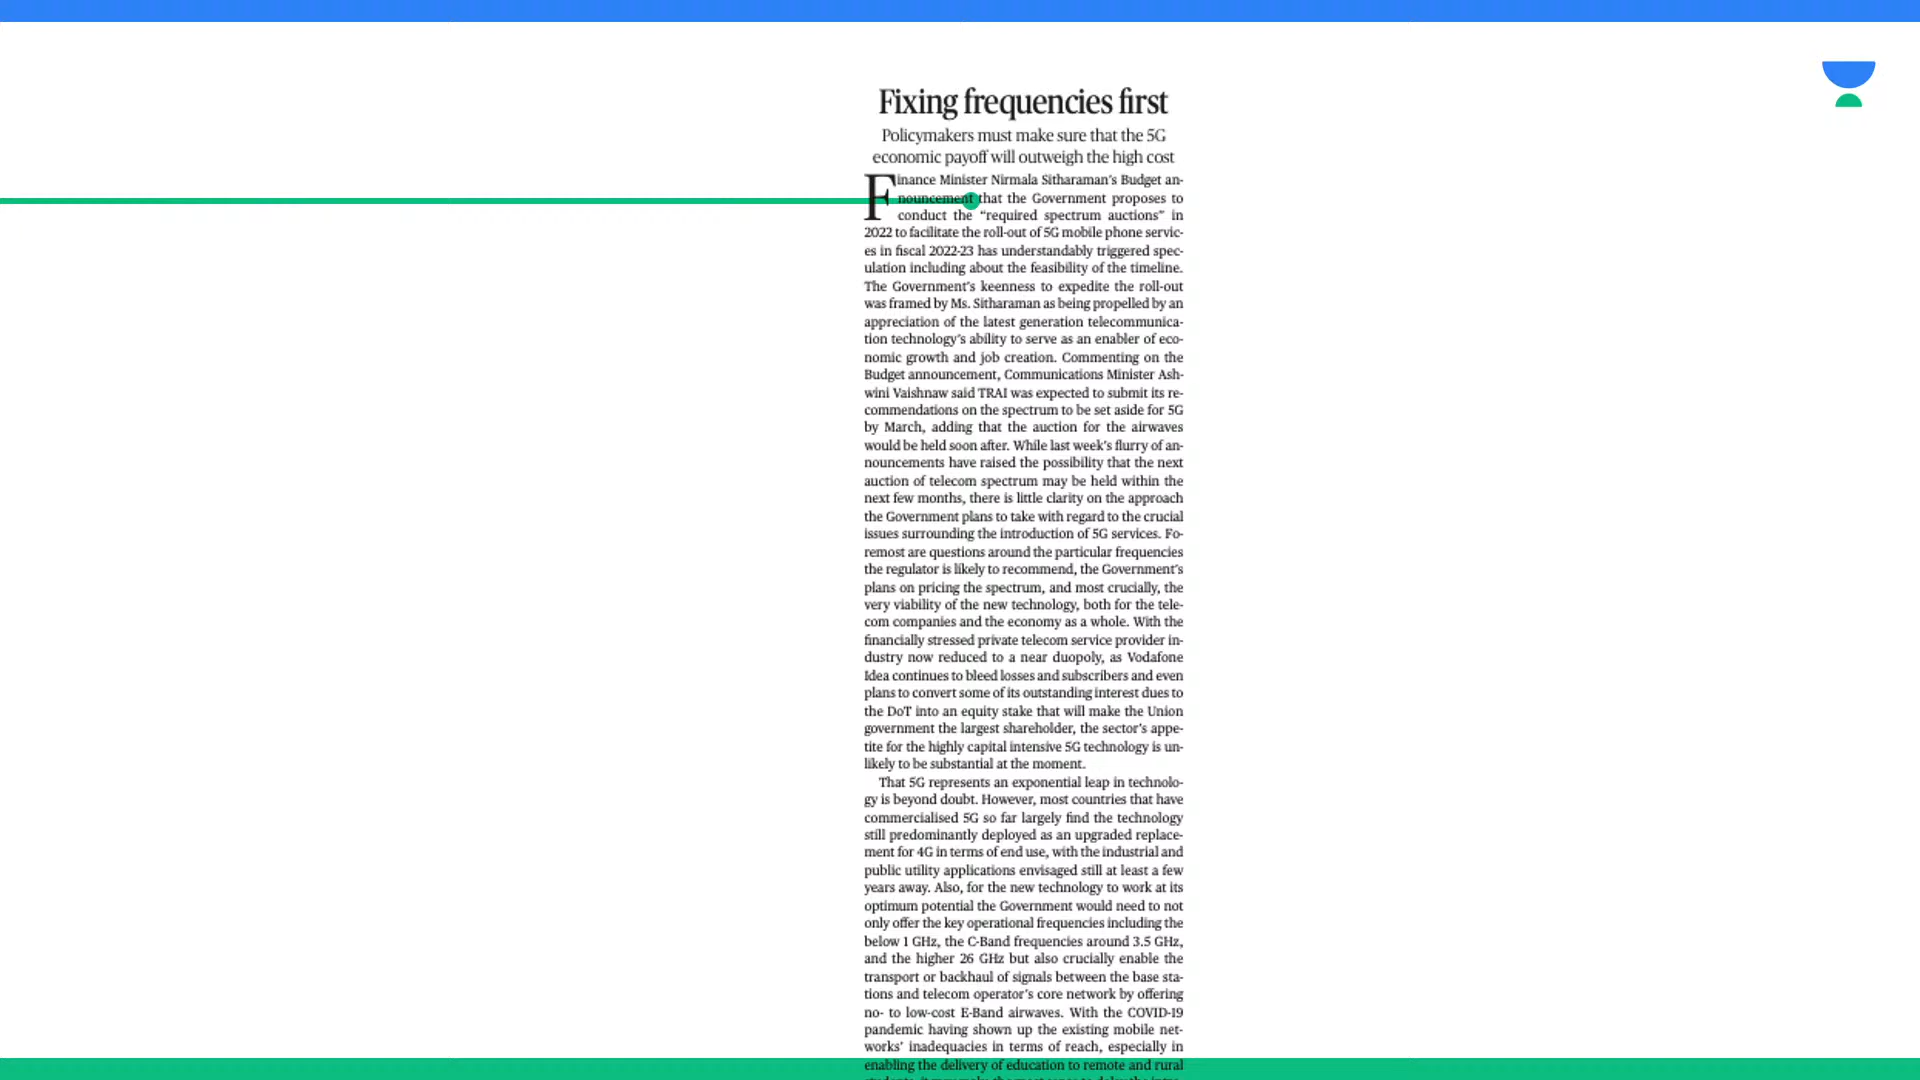 Fixing frequencies first
Policymakers must make sure that the 5G
economic payoff will outweigh the high cost
Finance Minister Nirmala Sitharaman's Budget an-
nouncement that the Government proposes to
conduct the “required spectrum auctions” in
2022 to facilitate the roll-out of 5G mobile phone servic-
es in fiscal 2022-23 has understandably triggered spec-
ulation including about the feasibility of the timeline.
The Government's keenness to expedite the roll-out
was framed by Ms. Sitharaman as being propelled by an
appreciation of the latest generation telecommunica-
tion technology's ability to serve as an enabler of eco-
nomic growth and job creation. Commenting on the
Budget announcement, Communications Minister Ash-
wini Vaishnaw said TRAI was expected to submit its re-
commendations on the spectrum to be set aside for 5G
by March, adding that the auction for the airwaves
would be held soon after. While last week's flurry of an-
nouncements have raised the possibility that the next
auction of telecom spectrum may be held within the
next few months, there is little clarity on the approach
the Government plans to take with regard to the crucial
issues surrounding the introduction of 5G services. Fo-
remost are questions around the particular frequencies
the regulator is likely to recommend, the Government's
plans on pricing the spectrum, and most crucially, the
very viability of the new technology, both for the tele-
com companies and the economy as a whole. With the
financially stressed private telecom service provider in-
dustry now reduced to a near duopoly, as Vodafone
Idea continues to bleed losses and subscribers and even
plans to convert some of its outstanding interest dues to
the DoT into an equity stake that will make the Union
government the largest shareholder, the sector's appe-
tite for the highly capital intensive 5G technology is un-
likely to be substantial at the moment.
That 5G represents an exponential leap in technolo-
gy is beyond doubt. However, most countries that have
commercialised 5G so far largely find the technology
still predominantly deployed as an upgraded replace-
ment for 4G in terms of end use, with the industrial and
public utility applications envisaged still at least a few
years away. Also, for the new technology to work at its
optimum potential the Government would need to not
only offer the key operational frequencies including the
below 1 GHz, the C-Band frequencies around 3.5 GHz,
and the higher 26 GHz but also crucially enable the
transport or backhaul of signals between the base sta-
tions and telecom operator's core network by offering
no- to low-cost E-Band airwaves. With the COVID-19
pandemic having shown up the existing mobile net-
works' inadequacies in terms of reach, especially in
enabling the delivery of education to remote and rural